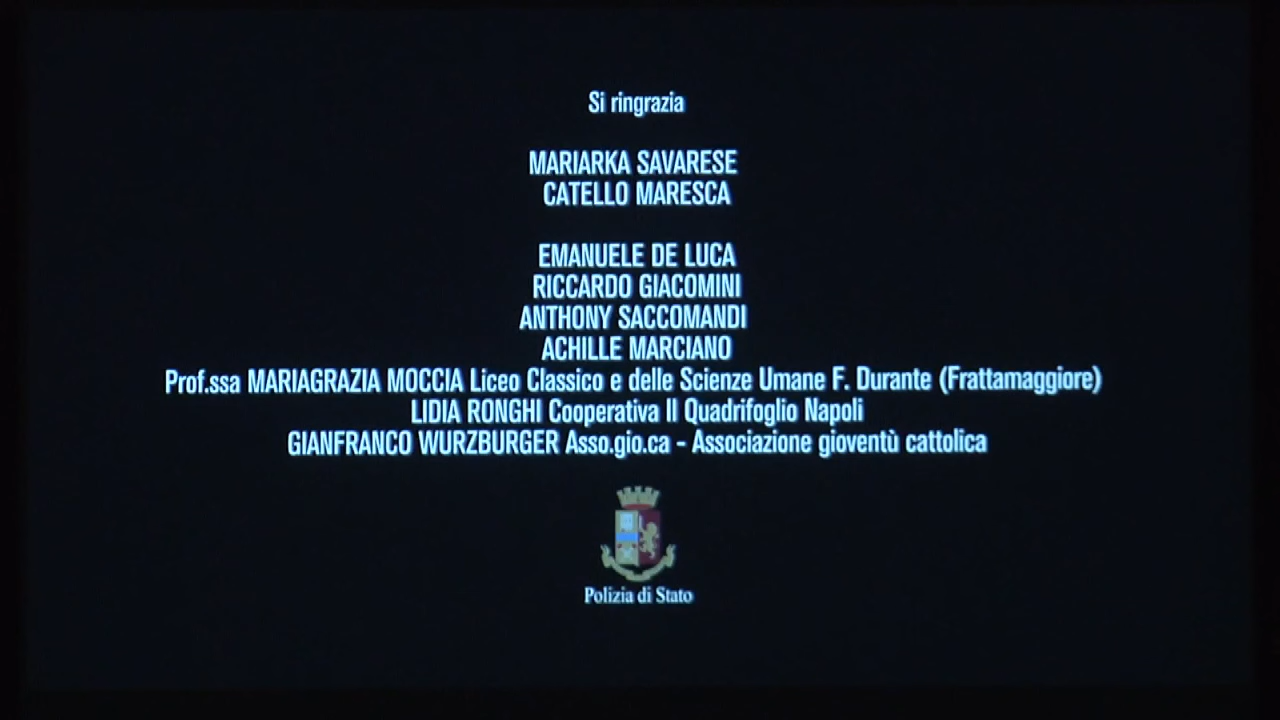 Si ringrazia
MARIARKA SAVARESE
CATELLO MARESCA
EMANUELE DE LUCA
RICCARDO GIACOMINI
ANTHONY SACCOMANDI
ACHILLE MARCIANO
Prof.ssa MARIAGRAZIA MOCCIA Liceo Classico e delle Scienze Umane F. Durante (Frattamaggiore)
LIDIA RONGHI Cooperativa Il Quadrifoglio Napoli
GIANFRANCO WURZBURGER Asso.gio.ca - Associazione gioventù cattolica
Polizia di Stato